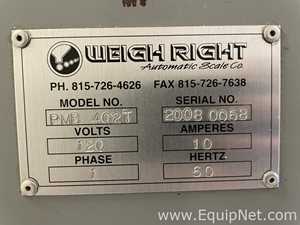 WEIGH RIGHT
Automatic Scale Co.
PH. 815-726-4626 FAX 815-726-7638
MODEL NO. SERIAL NO.
PMB 402T 2008 0068
VOLTS AMPERES
120 10
PHASE HERTZ
1 60
www.EquipNet.com